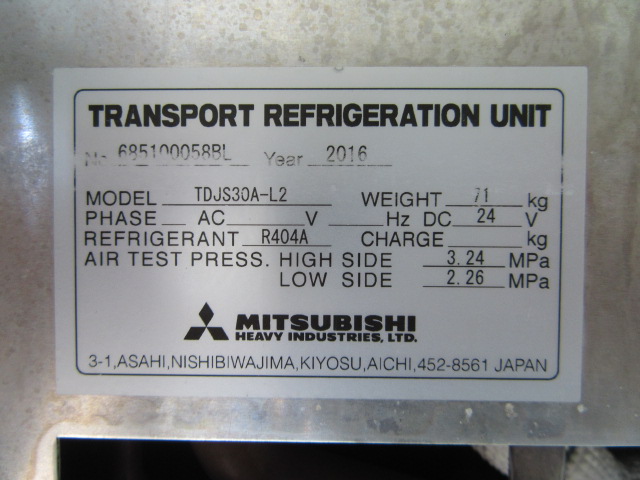 TRANSPORT REFRIGERATION UNIT
No 685100058BL Year 2016
MODEL TDJS30A-L2 WEIGHT 71 kg
PHASE AC V Hz DC 24 V
REFRIGERANT R404A CHARGE kg
AIR TEST PRESS. HIGH SIDE 3.24 MPa
LOW SIDE 2.26 MPa
MITSUBISHI
HEAVY INDUSTRIES, LTD.
3-1,ASAHI,NISHIBIWAJIMA,KIYOSU,AICHI,452-8561 JAPAN